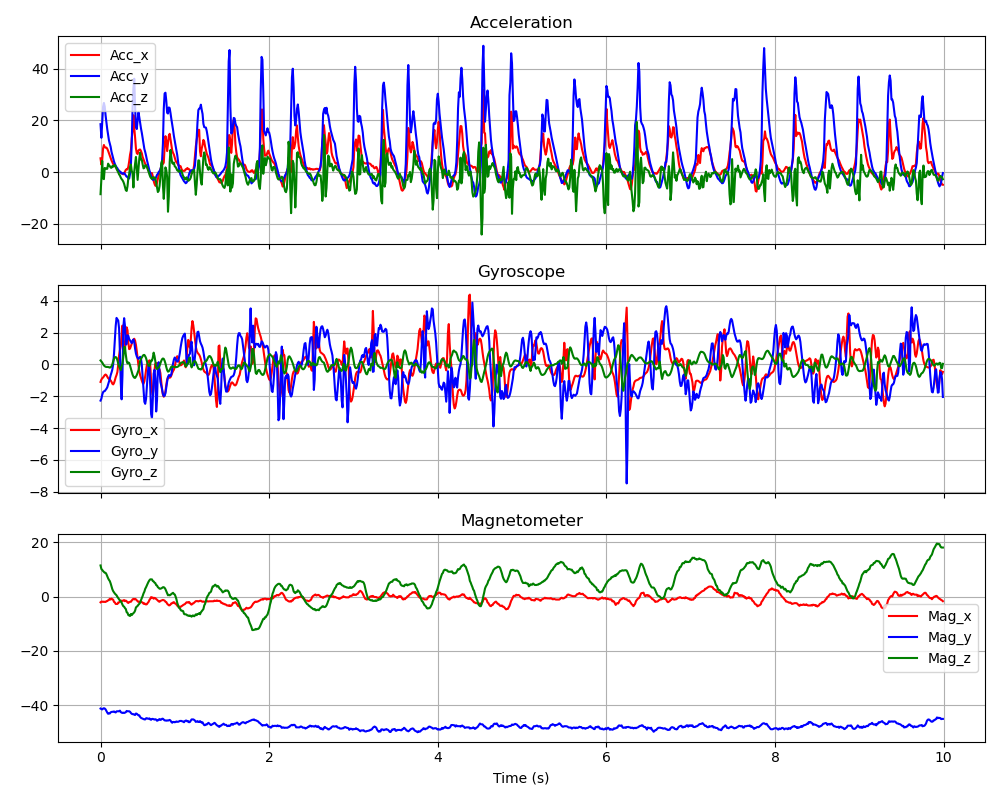 Acceleration
Acc_x
Acc_y
Acc_z
40
20
0
−20
Gyroscope
4
2
0
−2
−4
−6
−8
Gyro_x
Gyro_y
Gyro_z
Magnetometer
20
0
−20
−40
Mag_x
Mag_y
Mag_z
0 2 4 6 8 10
Time (s)